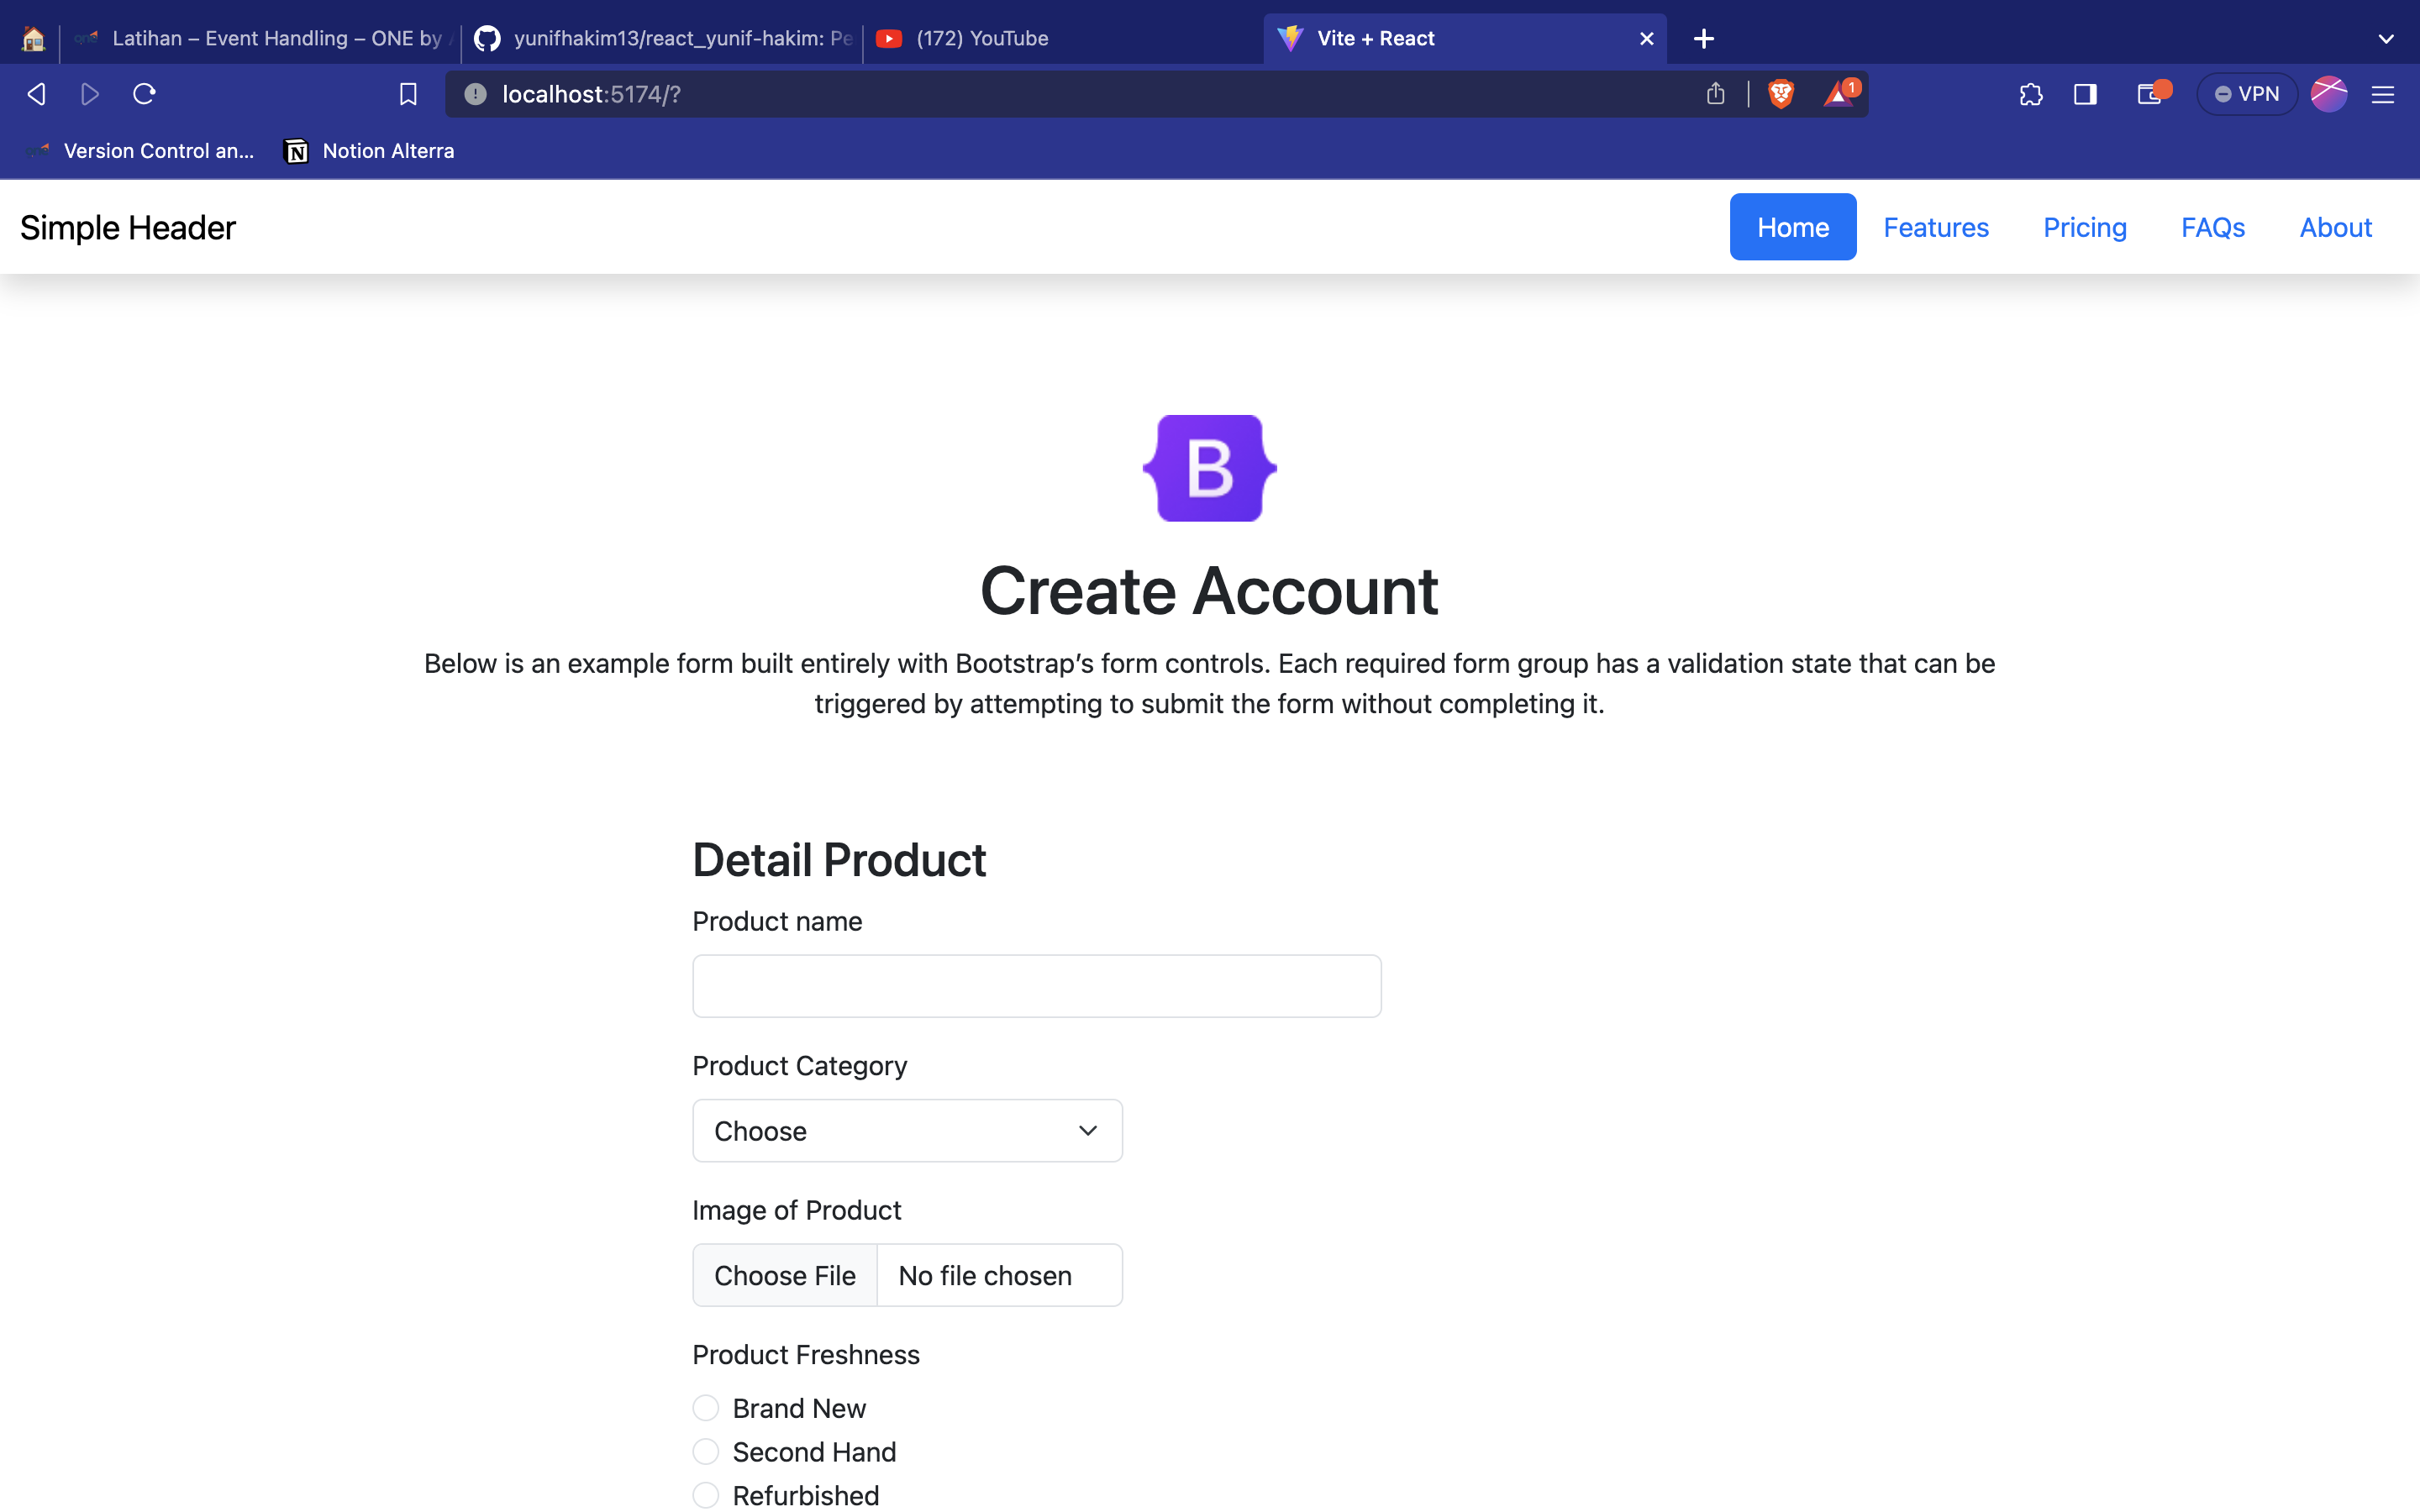 Latihan – Event Handling – ONE by
yunifhakim13/react_yunif-hakim: Pe
(172) YouTube
Vite + React
localhost:5174/?
1
VPN
Version Control an...
N
Notion Alterra
Simple Header
Home
Features
Pricing
FAQs
About
B
Create Account
Below is an example form built entirely with Bootstrap’s form controls. Each required form group has a validation state that can be
triggered by attempting to submit the form without completing it.
Detail Product
Product name
Product Category
Choose
Image of Product
Choose File
No file chosen
Product Freshness
Brand New
Second Hand
Refurbished